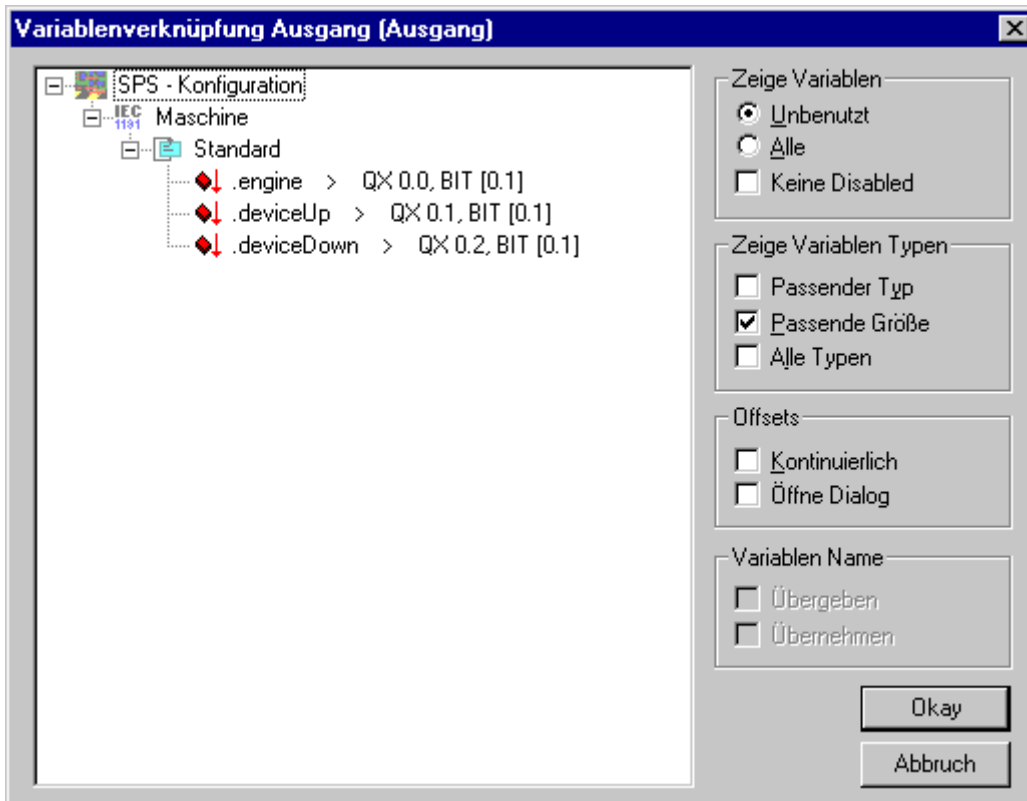 Variablenverknüpfung Ausgang (Ausgang)
SPS - Konfiguration
IEC 1131 Maschine
Standard
.engine > QX 0.0, BIT [0.1]
.deviceUp > QX 0.1, BIT [0.1]
.deviceDown > QX 0.2, BIT [0.1]
Zeige Variablen
Unbenutzt
Alle
Keine Disabled
Zeige Variablen Typen
Passender Typ
Passende Größe
Alle Typen
Offsets
Kontinuierlich
Öffne Dialog
Variablen Name
Übergeben
Übernehmen
Okay
Abbruch